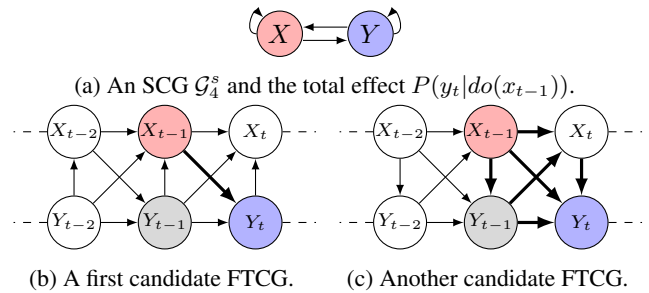 X Y
(a) An SCG 𝒢₄ˢ and the total effect P(yₜ|do(xₜ₋₁)).
Xₜ₋₂ Xₜ₋₁ Xₜ Xₜ₋₂ Xₜ₋₁ Xₜ
Yₜ₋₂ Yₜ₋₁ Yₜ Yₜ₋₂ Yₜ₋₁ Yₜ
(b) A first candidate FTCG. (c) Another candidate FTCG.